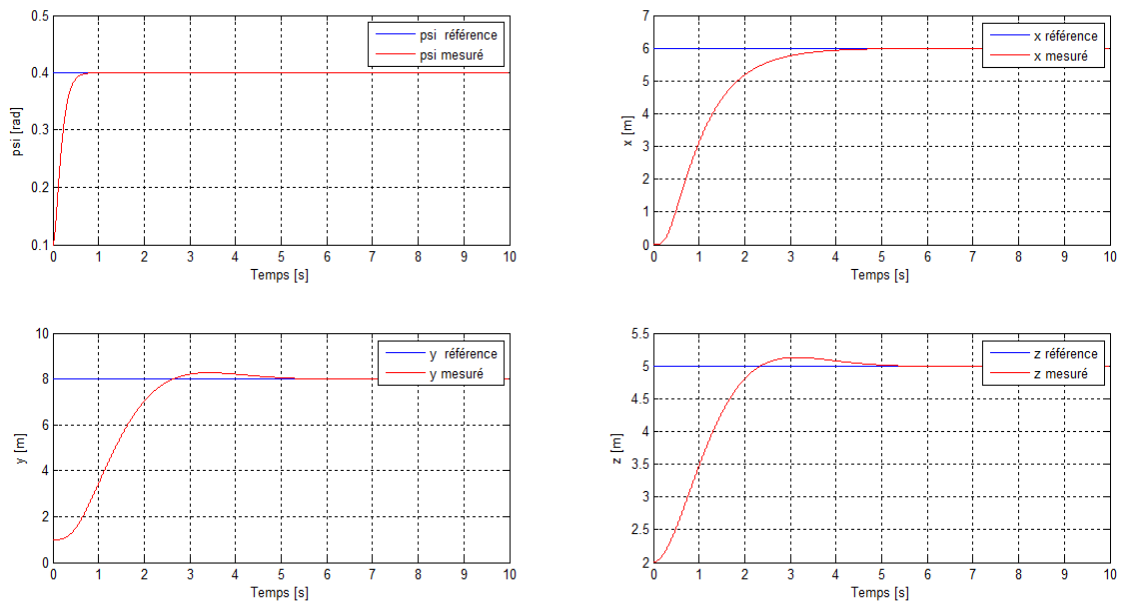 0.5
0.4
0.3
0.2
0.1
psi [rad]
psi référence
psi mesuré
0 1 2 3 4 5 6 7 8 9 10
Temps [s]
7
6
5
4
3
2
1
0
x [m]
x référence
x mesuré
0 1 2 3 4 5 6 7 8 9 10
Temps [s]
10
8
6
4
2
0
y [m]
y référence
y mesuré
0 1 2 3 4 5 6 7 8 9 10
Temps [s]
5.5
5
4.5
4
3.5
3
2.5
2
z [m]
z référence
z mesuré
0 1 2 3 4 5 6 7 8 9 10
Temps [s]